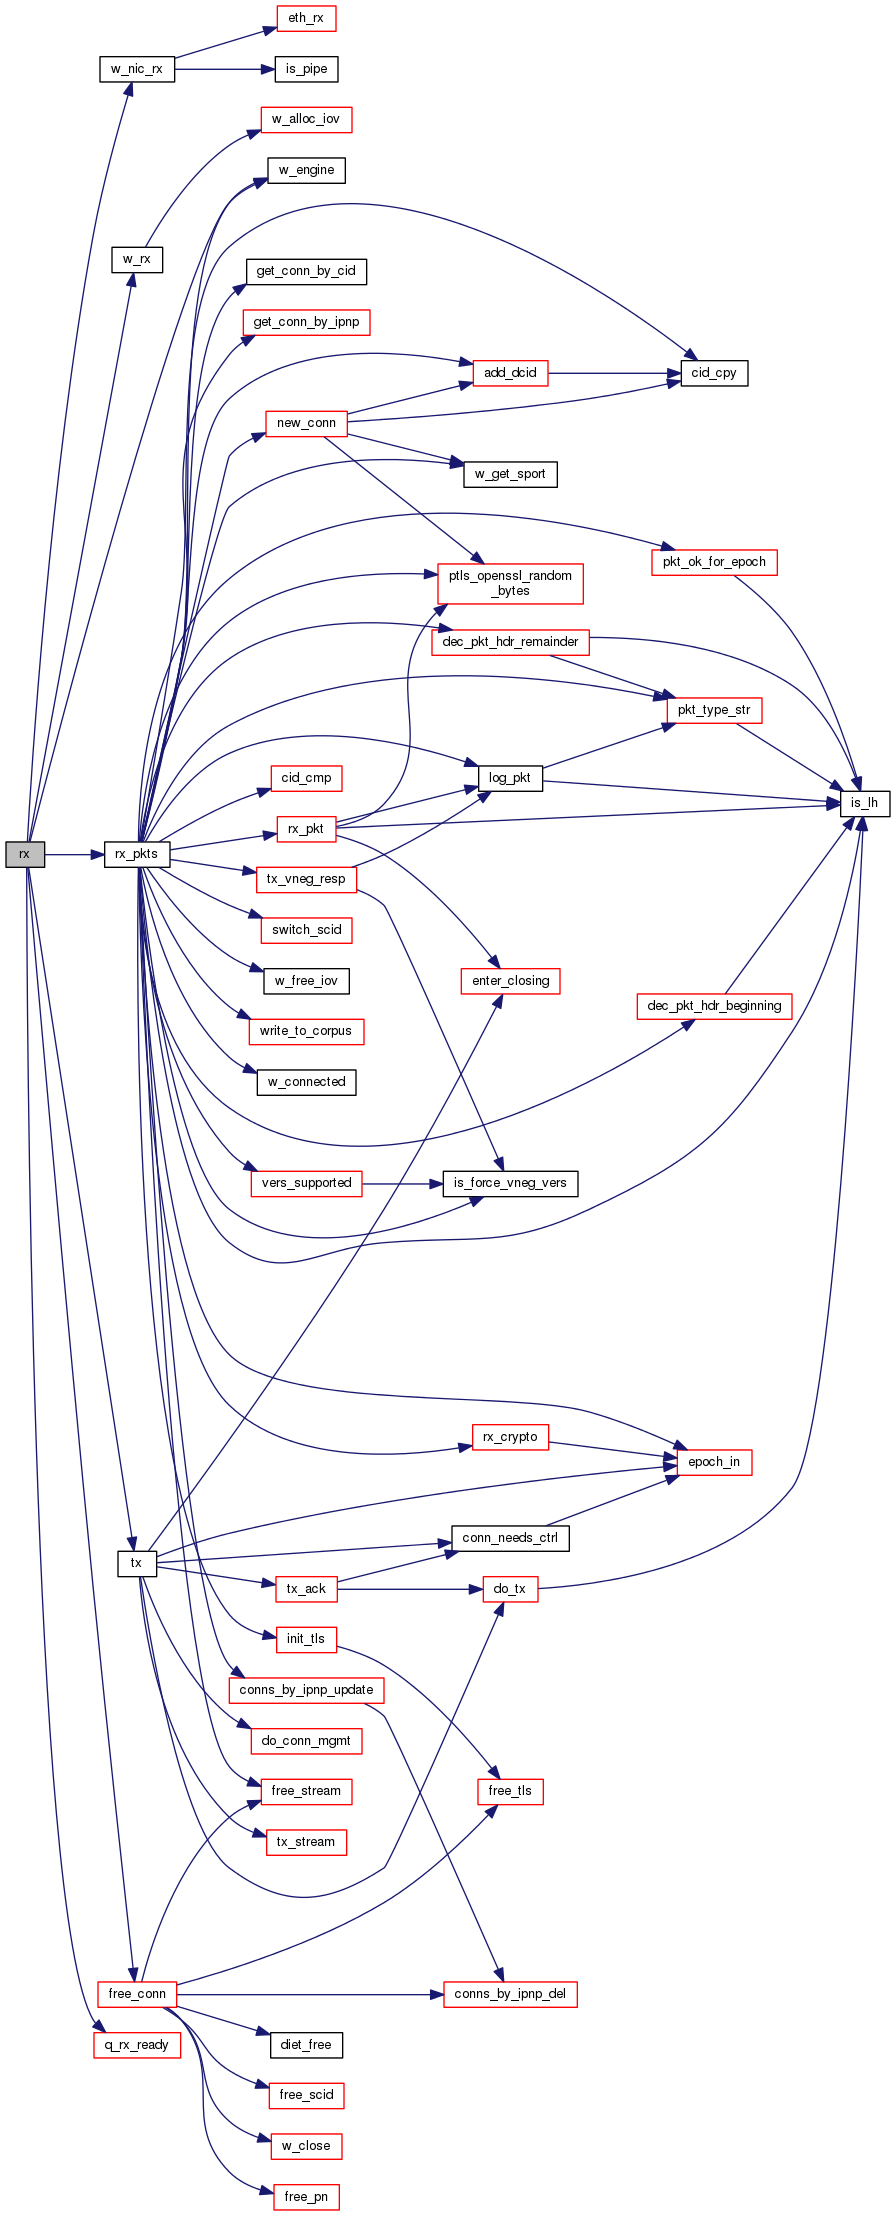 eth_rx
w_nic_rx
is_pipe
w_alloc_iov
w_engine
w_rx
get_conn_by_cid
get_conn_by_ipnp
add_dcid
cid_cpy
new_conn
w_get_sport
pkt_ok_for_epoch
ptls_openssl_random
_bytes
dec_pkt_hdr_remainder
pkt_type_str
cid_cmp
log_pkt
is_lh
rx_pkt
rx
rx_pkts
tx_vneg_resp
switch_scid
w_free_iov
enter_closing
dec_pkt_hdr_beginning
write_to_corpus
w_connected
vers_supported
is_force_vneg_vers
rx_crypto
epoch_in
conn_needs_ctrl
tx
tx_ack
do_tx
init_tls
conns_by_ipnp_update
do_conn_mgmt
free_stream
free_tls
tx_stream
free_conn
conns_by_ipnp_del
q_rx_ready
diet_free
free_scid
w_close
free_pn